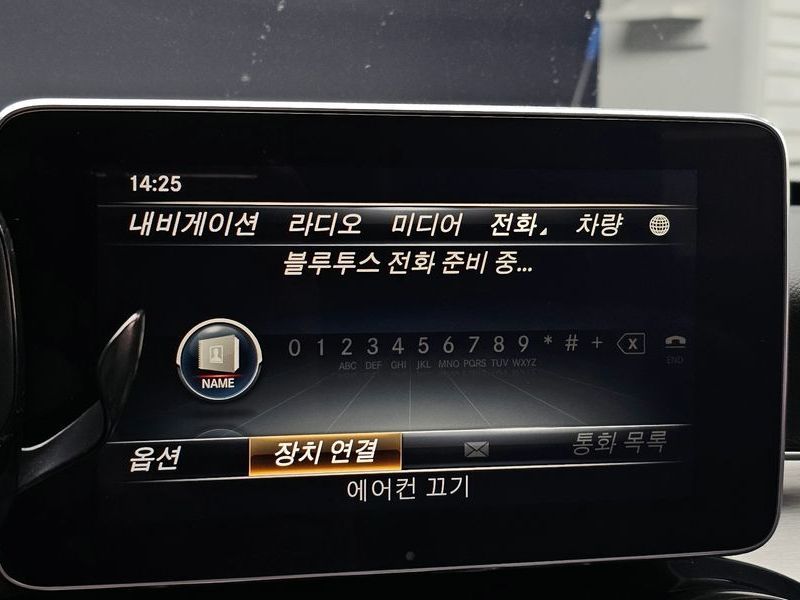 14:25
내비게이션 라디오 미디어 전화 차량
블루투스 전화 준비 중...
NAME 0 1 2 3 4 5 6 7 8 9 * # + X
ABC DEF GHI JKL MNO PQRS TUV WXYZ END
옵션 장치 연결 통화 목록
에어컨 끄기